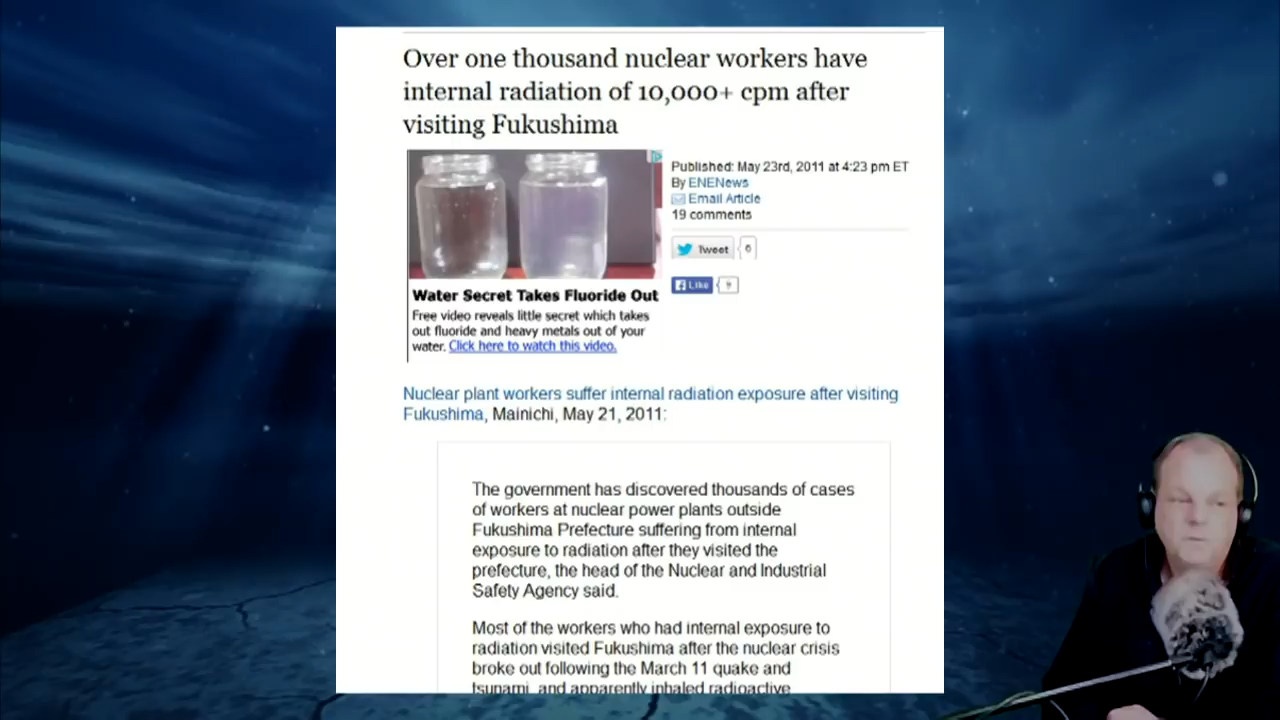 Over one thousand nuclear workers have
internal radiation of 10,000+ cpm after
visiting Fukushima
Published: May 23rd, 2011 at 4:23 pm ET
By ENENews
Email Article
19 comments
Tweet 6
Like 9
Water Secret Takes Fluoride Out
Free video reveals little secret which takes
out fluoride and heavy metals out of your
water. Click here to watch this video.
Nuclear plant workers suffer internal radiation exposure after visiting
Fukushima, Mainichi, May 21, 2011:
The government has discovered thousands of cases
of workers at nuclear power plants outside
Fukushima Prefecture suffering from internal
exposure to radiation after they visited the
prefecture, the head of the Nuclear and Industrial
Safety Agency said.
Most of the workers who had internal exposure to
radiation visited Fukushima after the nuclear crisis
broke out following the March 11 quake and
tsunami, and apparently inhaled radioactive